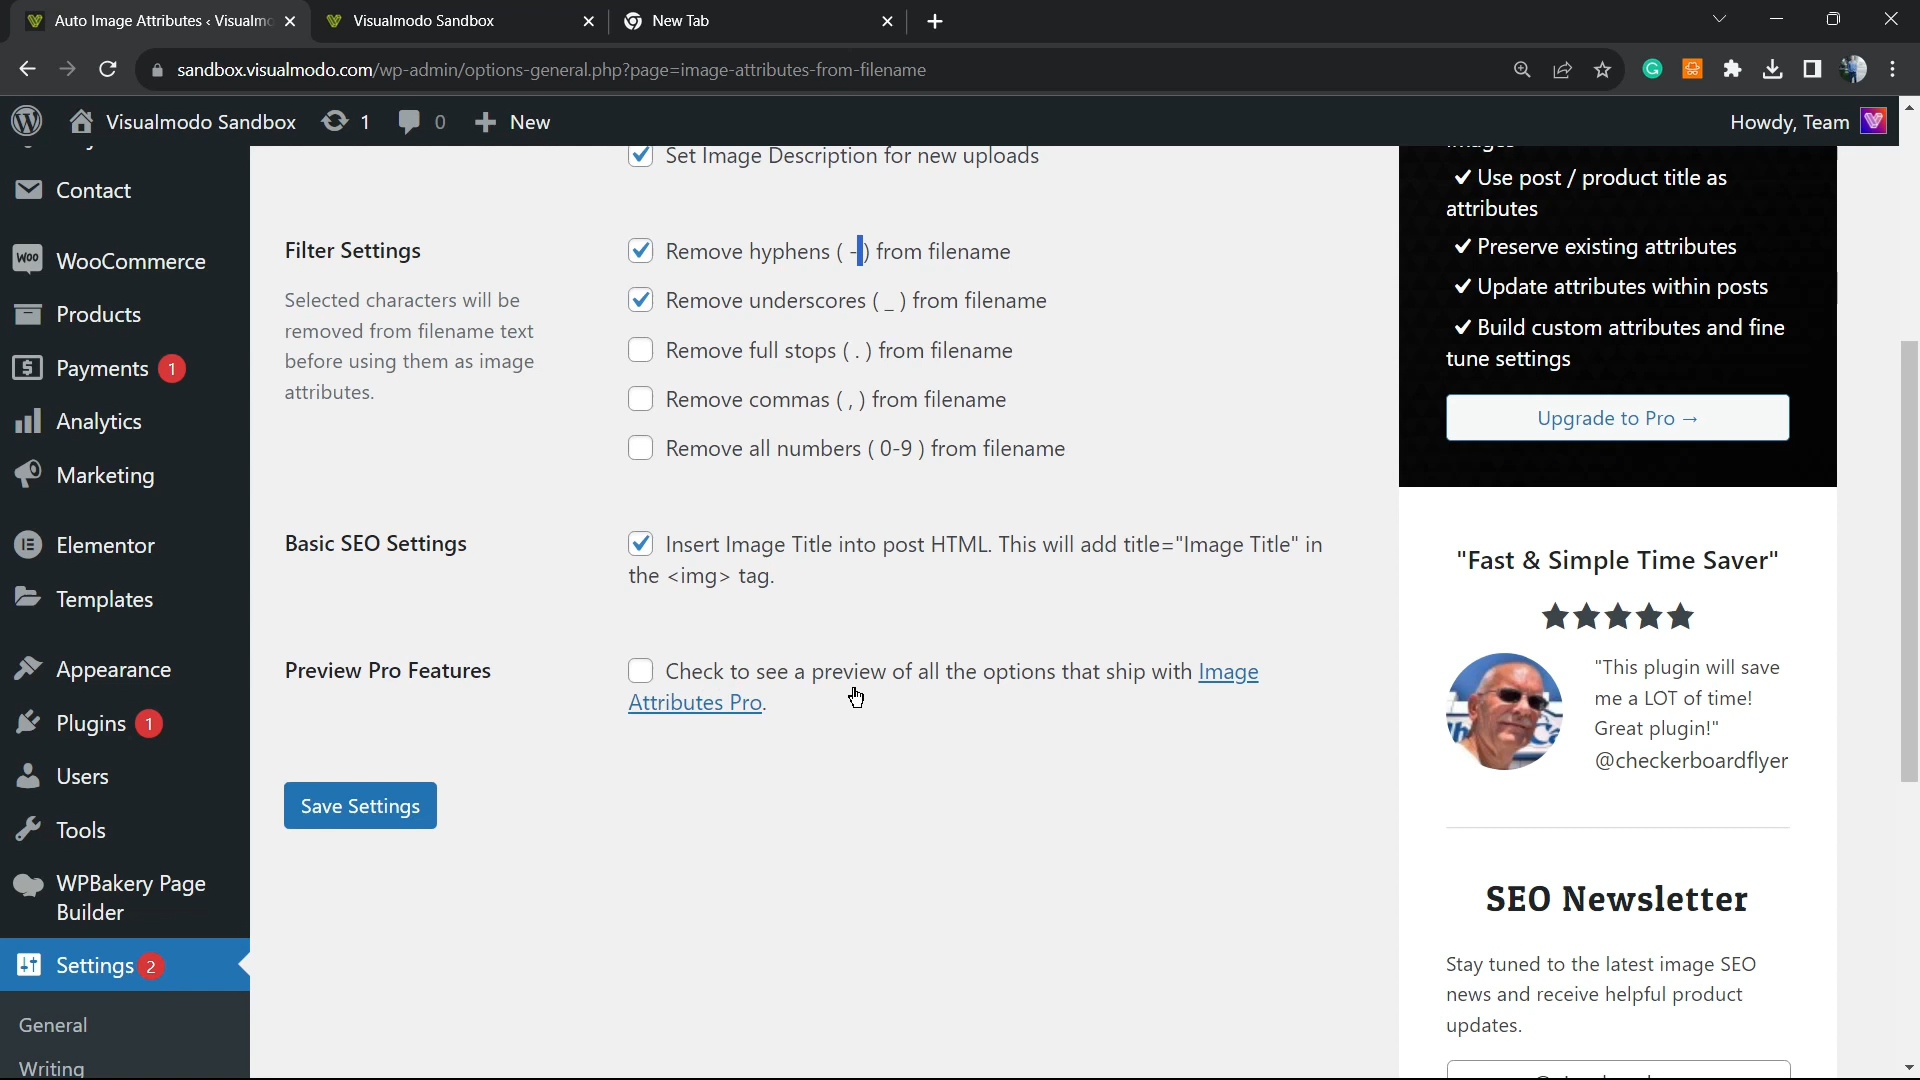 Auto Image Attributes ‹ Visualmo
Visualmodo Sandbox
New Tab
sandbox.visualmodo.com/wp-admin/options-general.php?page=image-attributes-from-filename
Visualmodo Sandbox
1
0
New
Howdy, Team
Contact
WooCommerce
Products
Payments 1
Analytics
Marketing
Elementor
Templates
Appearance
Plugins 1
Users
Tools
WPBakery Page
Builder
Settings 2
General
Writing
Set Image Description for new uploads
Filter Settings
Selected characters will be
removed from filename text
before using them as image
attributes.
Remove hyphens ( - ) from filename
Remove underscores ( _ ) from filename
Remove full stops ( . ) from filename
Remove commas ( , ) from filename
Remove all numbers ( 0-9 ) from filename
Basic SEO Settings
Insert Image Title into post HTML. This will add title="Image Title" in
the <img> tag.
Preview Pro Features
Check to see a preview of all the options that ship with Image
Attributes Pro.
Save Settings
✔ Use post / product title as
attributes
✔ Preserve existing attributes
✔ Update attributes within posts
✔ Build custom attributes and fine
tune settings
Upgrade to Pro →
"Fast & Simple Time Saver"
"This plugin will save
me a LOT of time!
Great plugin!"
@checkerboardflyer
SEO Newsletter
Stay tuned to the latest image SEO
news and receive helpful product
updates.